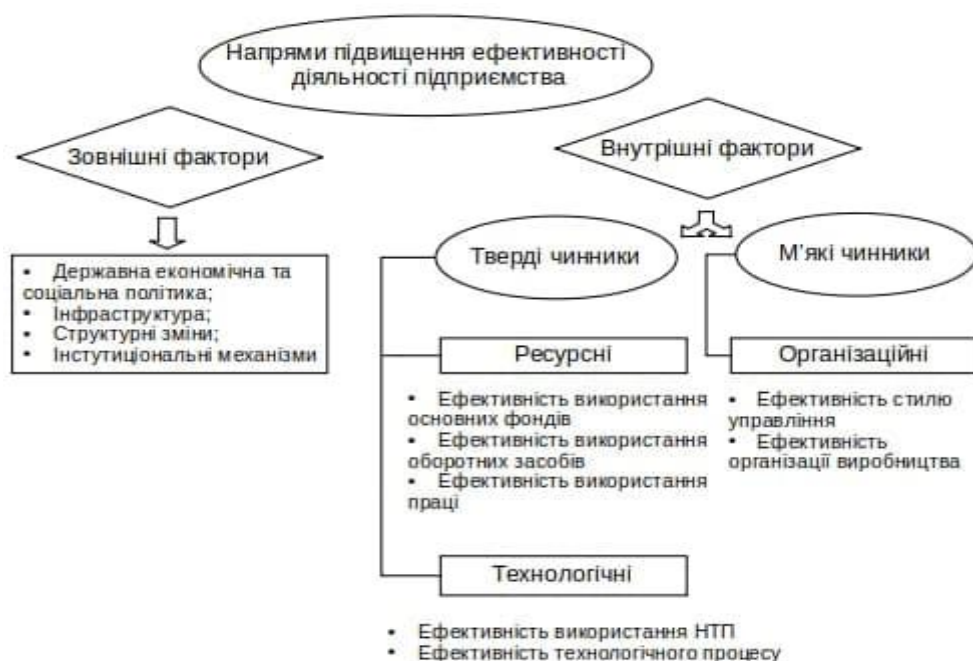 Напрями підвищення ефективності
діяльності підприємства
Зовнішні фактори
Внутрішні фактори
• Державна економічна та
соціальна політика;
• Інфраструктура;
• Структурні зміни;
• Інстутиціональні механізми
Тверді чинники
М’які чинники
Ресурсні
• Ефективність використання
основних фондів
• Ефективність використання
оборотних засобів
• Ефективність використання
праці
Організаційні
• Ефективність стилю
управління
• Ефективність
організації виробництва
Технологічні
• Ефективність використання НТП
• Ефективність технологічного процесу